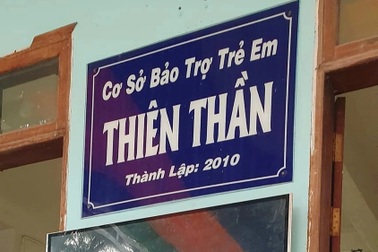 Cơ Sở Bảo Trợ Trẻ Em
THIÊN THẦN
Thành Lập: 2010